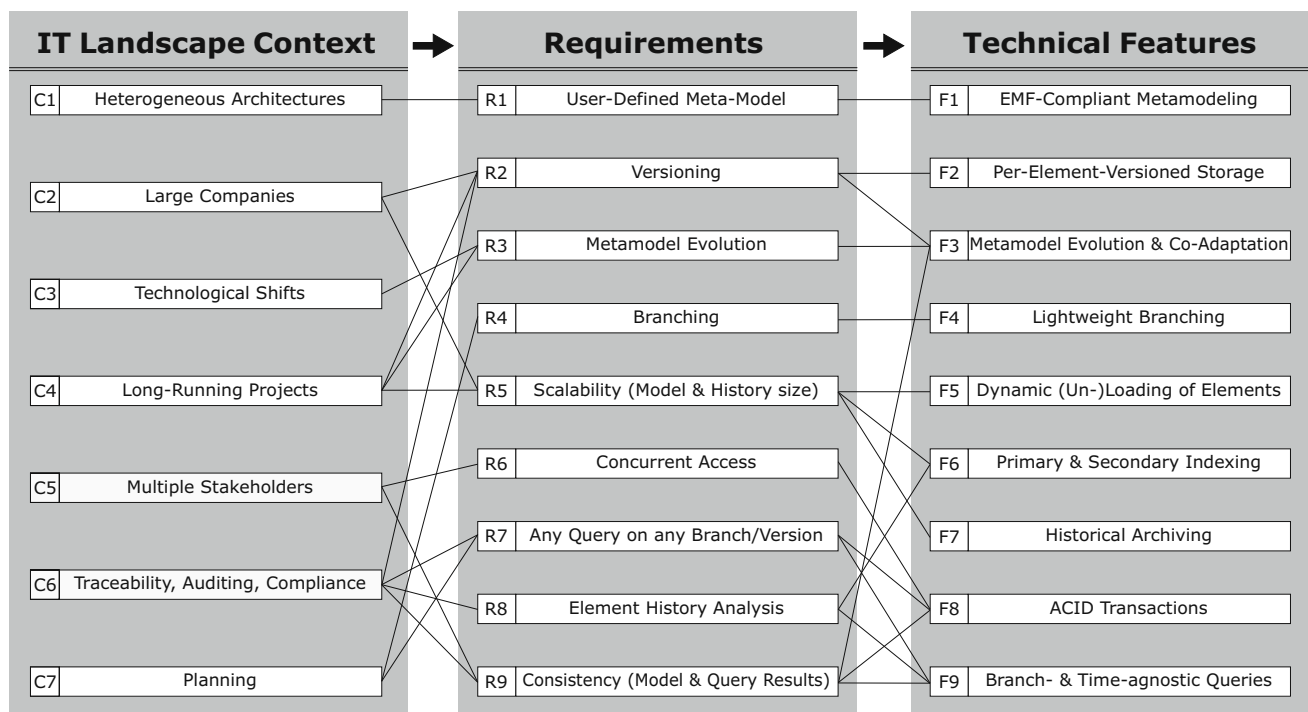 IT Landscape Context
Requirements
Technical Features
C1 Heterogeneous Architectures
R1 User-Defined Meta-Model
F1 EMF-Compliant Metamodeling
C2 Large Companies
R2 Versioning
F2 Per-Element-Versioned Storage
R3 Metamodel Evolution
F3 Metamodel Evolution & Co-Adaptation
C3 Technological Shifts
R4 Branching
F4 Lightweight Branching
C4 Long-Running Projects
R5 Scalability (Model & History size)
F5 Dynamic (Un-)Loading of Elements
R6 Concurrent Access
F6 Primary & Secondary Indexing
C5 Multiple Stakeholders
R7 Any Query on any Branch/Version
F7 Historical Archiving
C6 Traceability, Auditing, Compliance
R8 Element History Analysis
F8 ACID Transactions
C7 Planning
R9 Consistency (Model & Query Results)
F9 Branch- & Time-agnostic Queries